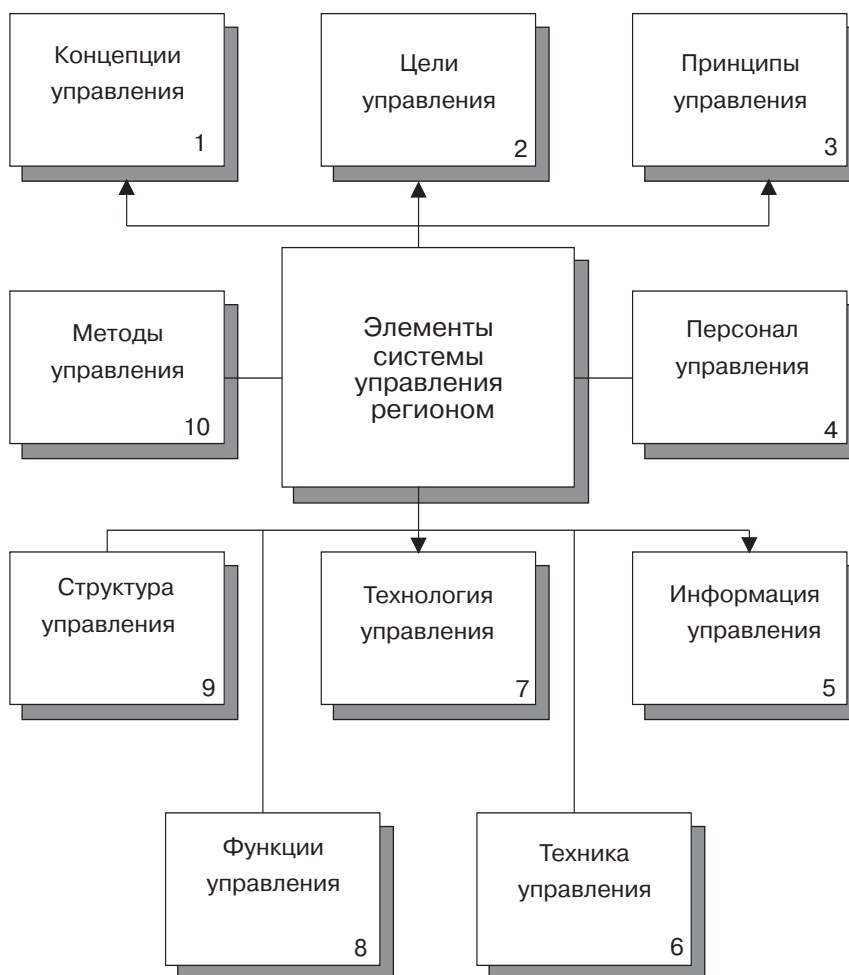 Концепции
управления
1
Цели
управления
2
Принципы
управления
3
Методы
управления
10
Элементы
системы
управления
регионом
Персонал
управления
4
Структура
управления
9
Технология
управления
7
Информация
управления
5
Функции
управления
8
Техника
управления
6